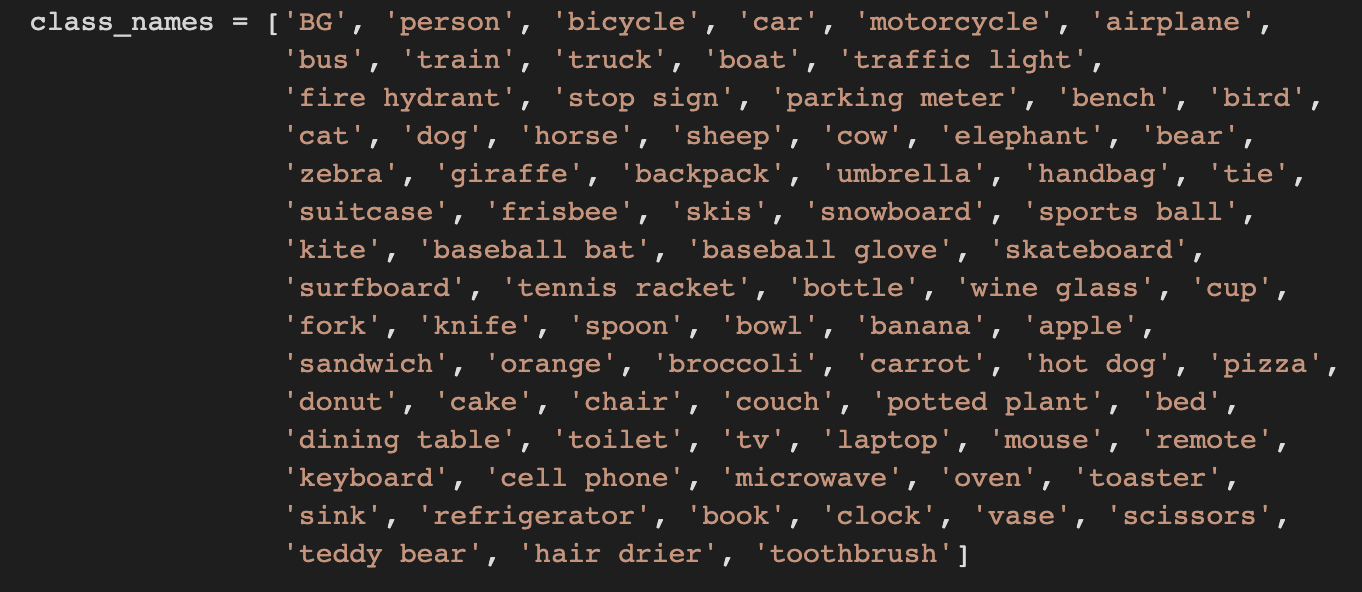 class_names = ['BG', 'person', 'bicycle', 'car', 'motorcycle', 'airplane',
'bus', 'train', 'truck', 'boat', 'traffic light',
'fire hydrant', 'stop sign', 'parking meter', 'bench', 'bird',
'cat', 'dog', 'horse', 'sheep', 'cow', 'elephant', 'bear',
'zebra', 'giraffe', 'backpack', 'umbrella', 'handbag', 'tie',
'suitcase', 'frisbee', 'skis', 'snowboard', 'sports ball',
'kite', 'baseball bat', 'baseball glove', 'skateboard',
'surfboard', 'tennis racket', 'bottle', 'wine glass', 'cup',
'fork', 'knife', 'spoon', 'bowl', 'banana', 'apple',
'sandwich', 'orange', 'broccoli', 'carrot', 'hot dog', 'pizza',
'donut', 'cake', 'chair', 'couch', 'potted plant', 'bed',
'dining table', 'toilet', 'tv', 'laptop', 'mouse', 'remote',
'keyboard', 'cell phone', 'microwave', 'oven', 'toaster',
'sink', 'refrigerator', 'book', 'clock', 'vase', 'scissors',
'teddy bear', 'hair drier', 'toothbrush']